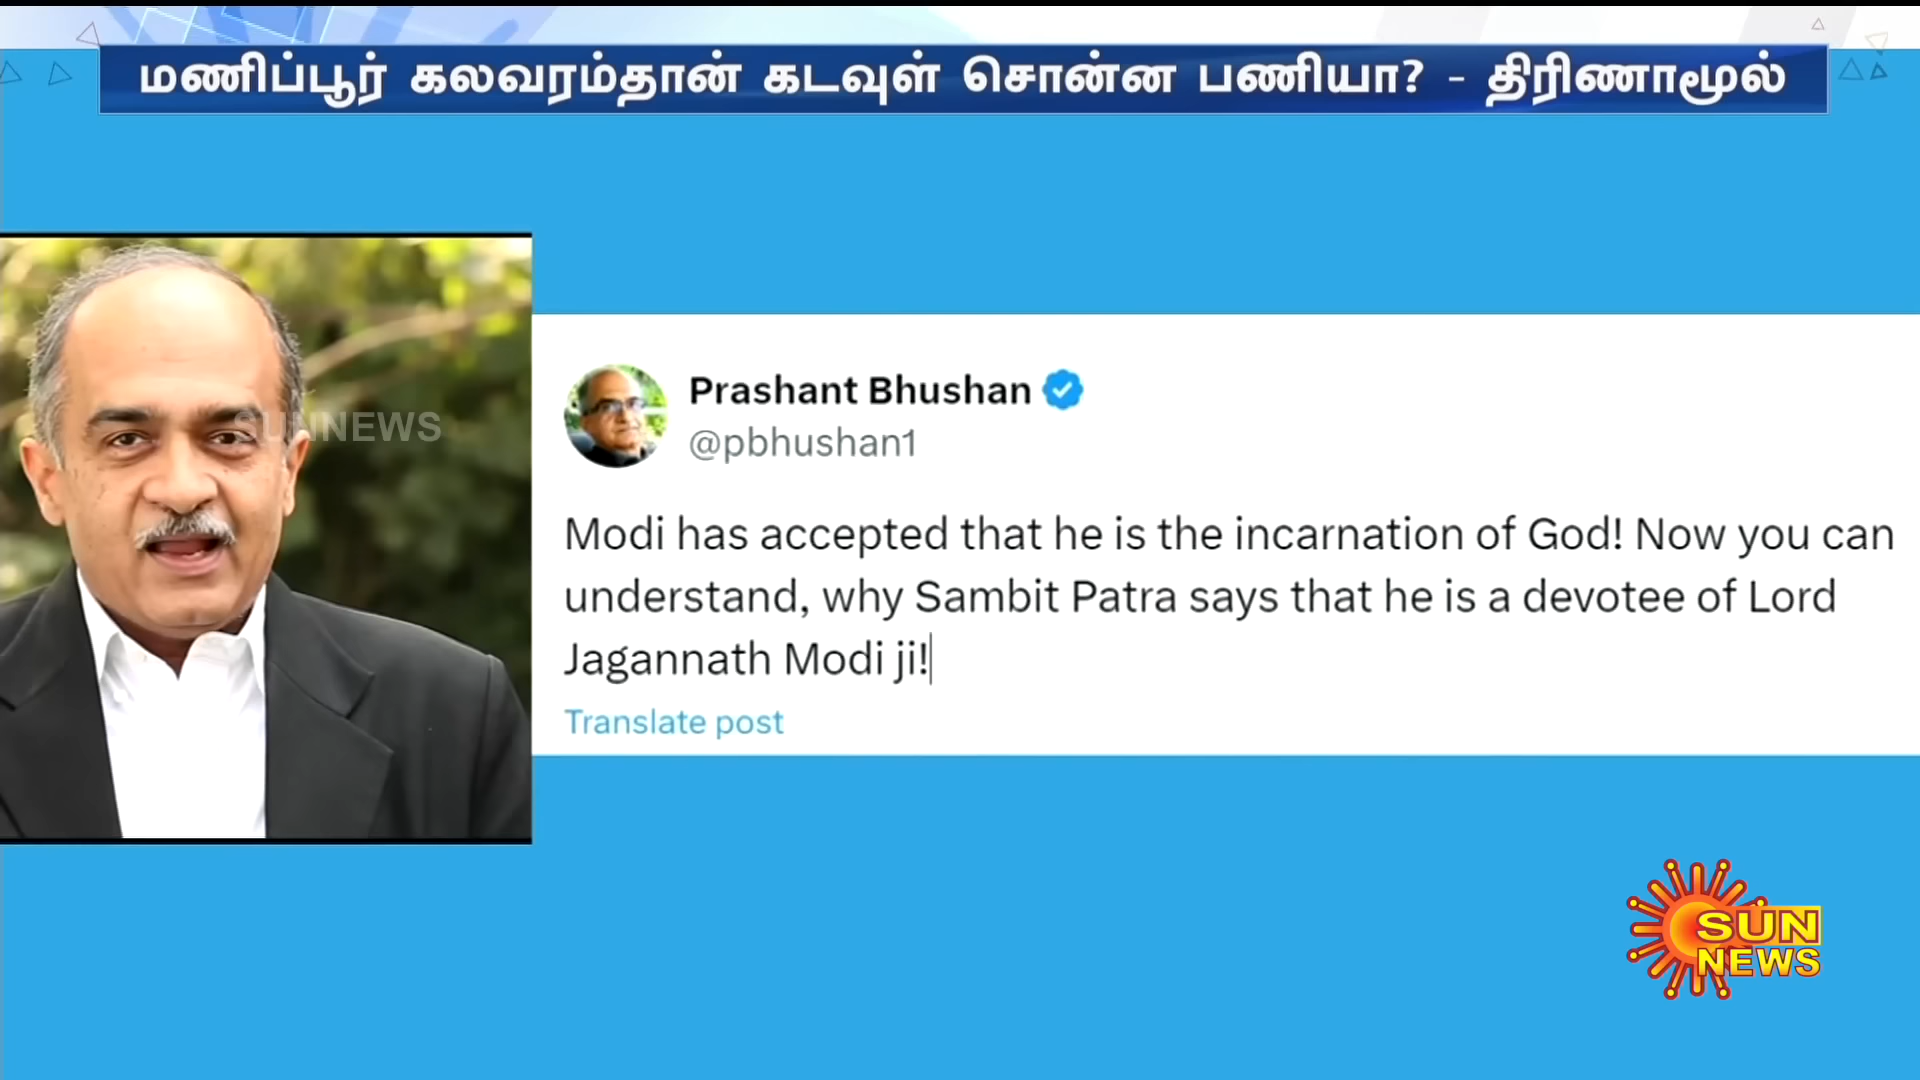 மணிப்பூர் கலவரம்தான் கடவுள் சொன்ன பணியா? - திரிணாமூல்
SUNNEWS
Prashant Bhushan
@pbhushan1
Modi has accepted that he is the incarnation of God! Now you can
understand, why Sambit Patra says that he is a devotee of Lord
Jagannath Modi ji!
Translate post
SUN
NEWS